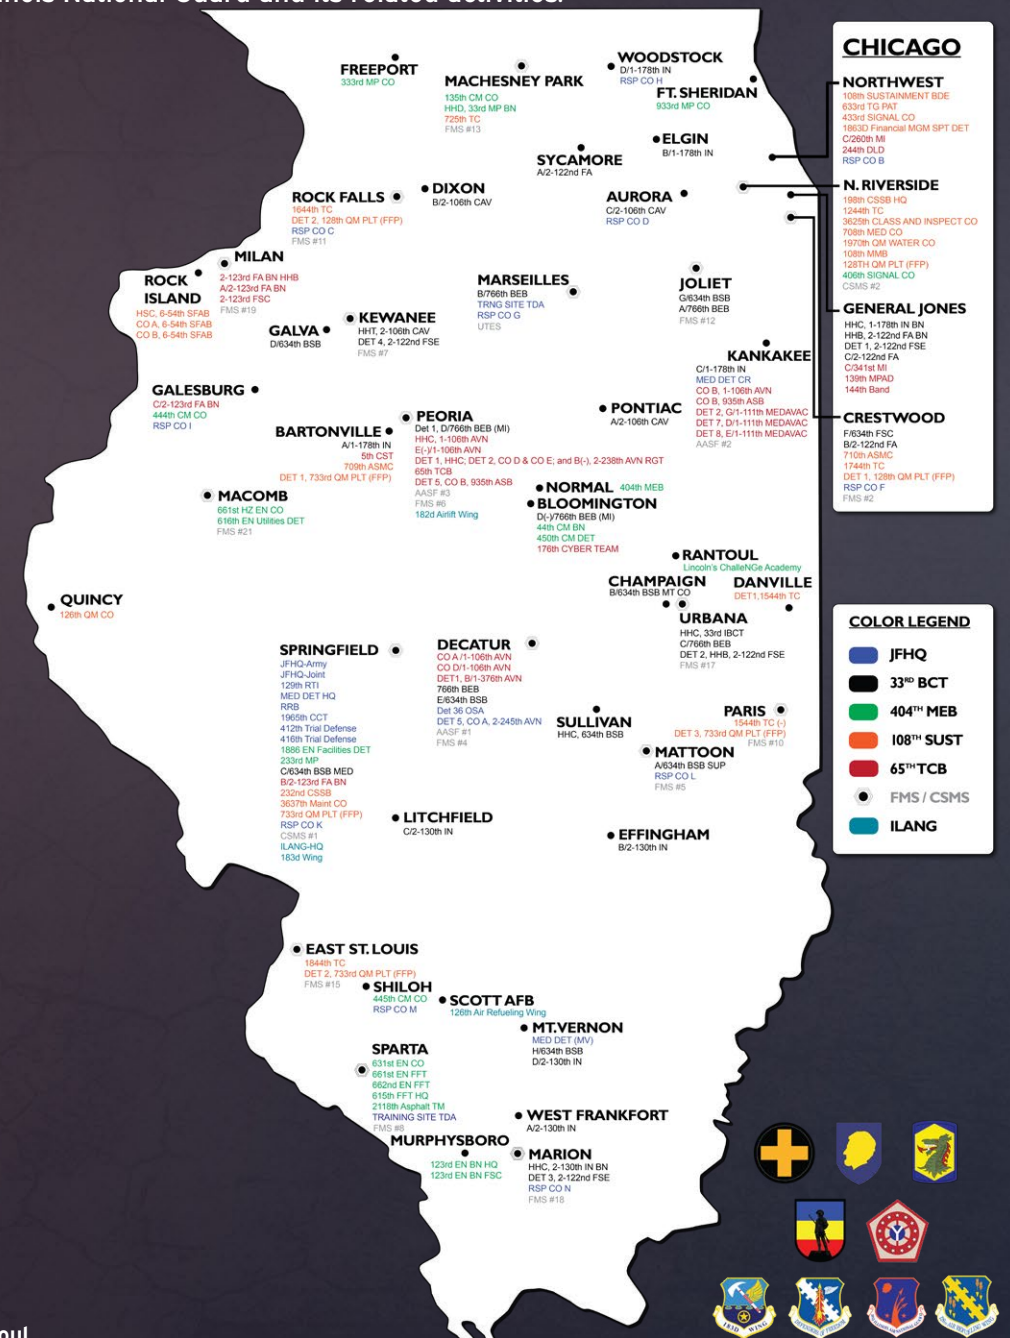 FREEPORT
333rd MP CO
MACHESNEY PARK
135th CM CO
HHD, 33rd MP BN
725th TC
FMS #13
WOODSTOCK
D/1-178th IN
RSP CO H
FT. SHERIDAN
933rd MP CO
ELGIN
B/1-178th IN
SYCAMORE
A/2-122nd FA
ROCK FALLS
1644th TC
DET 2, 128th QM PLT (FFP)
RSP CO C
FMS #11
DIXON
B/2-106th CAV
AURORA
C/2-106th CAV
RSP CO D
MILAN
2-123rd FA BN HHB
A/2-123rd FA BN
2-123rd FSC
FMS #19
ROCK
ISLAND
HSC, 6-54th SFAB
CO A, 6-54th SFAB
CO B, 6-54th SFAB
MARSEILLES
B/766th BEB
TRNG SITE TDA
RSP CO G
UTES
JOLIET
G/634th BSB
A/766th BEB
FMS #12
KEWANEE
HHT, 2-106th CAV
DET 4, 2-122nd FSE
FMS #7
GALVA
D/634th BSB
KANKAKEE
C/1-178th IN
MED DET CR
CO B, 1-106th AVN
CO B, 935th ASB
DET 2, G/1-111th MEDAVAC
DET 7, D/1-111th MEDAVAC
DET 8, E/1-111th MEDAVAC
AASF #2
GALESBURG
C/2-123rd FA BN
444th CM CO
RSP CO I
PEORIA
Det 1, D/766th BEB (MI)
HHC, 1-106th AVN
E(-)/1-106th AVN
DET 1, HHC; DET 2, CO D & CO E; and B(-), 2-238th AVN RGT
65th TCB
DET 5, CO B, 935th ASB
AASF #3
FMS #6
182d Airlift Wing
BARTONVILLE
A/1-178th IN
5th CST
709th ASMC
DET 1, 733rd QM PLT (FFP)
PONTIAC
A/2-106th CAV
MACOMB
661st HZ EN CO
616th EN Utilities DET
FMS #21
NORMAL 404th MEB
BLOOMINGTON
D(-)/766th BEB (MI)
44th CM BN
450th CM DET
176th CYBER TEAM
RANTOUL
Lincoln's ChalleNGe Academy
CHAMPAIGN
B/634th BSB MT CO
DANVILLE
DET1,1544th TC
URBANA
HHC, 33rd IBCT
C/766th BEB
DET 2, HHB, 2-122nd FSE
FMS #17
QUINCY
126th QM CO
SPRINGFIELD
JFHQ-Army
JFHQ-Joint
129th RTI
MED DET HQ
RRB
1965th CCT
412th Trial Defense
416th Trial Defense
1886 EN Facilities DET
233rd MP
C/634th BSB MED
B/2-123rd FA BN
232nd CSSB
3637th Maint CO
733rd QM PLT (FFP)
RSP CO K
CSMS #1
ILANG-HQ
183d Wing
DECATUR
CO A /1-106th AVN
CO D/1-106th AVN
DET1, B/1-376th AVN
766th BEB
E/634th BSB
Det 36 OSA
DET 5, CO A, 2-245th AVN
AASF #1
FMS #4
SULLIVAN
HHC, 634th BSB
PARIS
1544th TC (-)
DET 3, 733rd QM PLT (FFP)
FMS #10
MATTOON
A/634th BSB SUP
RSP CO L
FMS #5
LITCHFIELD
C/2-130th IN
EFFINGHAM
B/2-130th IN
EAST ST. LOUIS
1844th TC
DET 2, 733rd QM PLT (FFP)
FMS #15
SHILOH
445th CM CO
RSP CO M
SCOTT AFB
126th Air Refueling Wing
MT. VERNON
MED DET (MV)
H/634th BSB
D/2-130th IN
SPARTA
631st EN CO
661st EN FFT
662nd EN FFT
615th FFT HQ
2118th Asphalt TM
TRAINING SITE TDA
FMS #8
WEST FRANKFORT
A/2-130th IN
MURPHYSBORO
123rd EN BN HQ
123rd EN BN FSC
MARION
HHC, 2-130th IN BN
DET 3, 2-122nd FSE
RSP CO N
FMS #18
CHICAGO
NORTHWEST
108th SUSTAINMENT BDE
633rd TG PAT
433rd SIGNAL CO
1863D Financial MGM SPT DET
C/260th MI
244th DLD
RSP CO B
N. RIVERSIDE
198th CSSB HQ
1244th TC
3625th CLASS AND INSPECT CO
708th MED CO
1970th QM WATER CO
108th MMB
128TH QM PLT (FFP)
406th SIGNAL CO
CSMS #2
GENERAL JONES
HHC, 1-178th IN BN
HHB, 2-122nd FA BN
DET 1, 2-122nd FSE
C/2-122nd FA
C/341st MI
139th MPAD
144th Band
CRESTWOOD
F/634th FSC
B/2-122nd FA
710th ASMC
1744th TC
DET 1, 128th QM PLT (FFP)
RSP CO F
FMS #2
COLOR LEGEND
JFHQ
33RD BCT
404TH MEB
108TH SUST
65TH TCB
FMS / CSMS
ILANG
183D WING